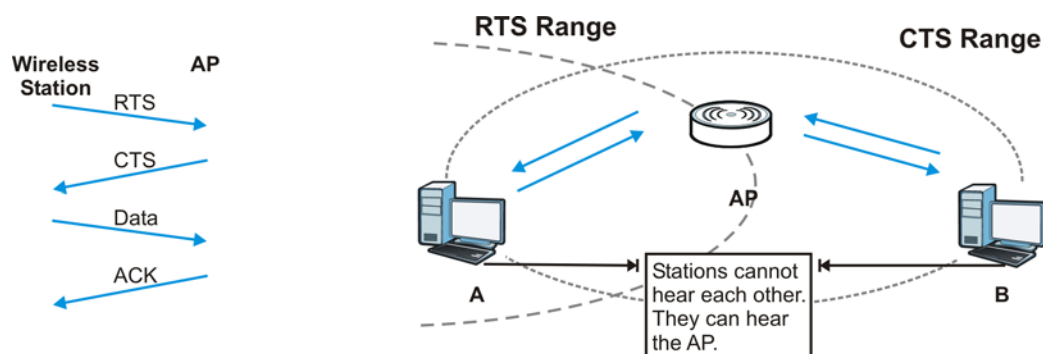 Wireless
Station
AP
RTS
CTS
Data
ACK
RTS Range
CTS Range
AP
A
B
Stations cannot
hear each other.
They can hear
the AP.